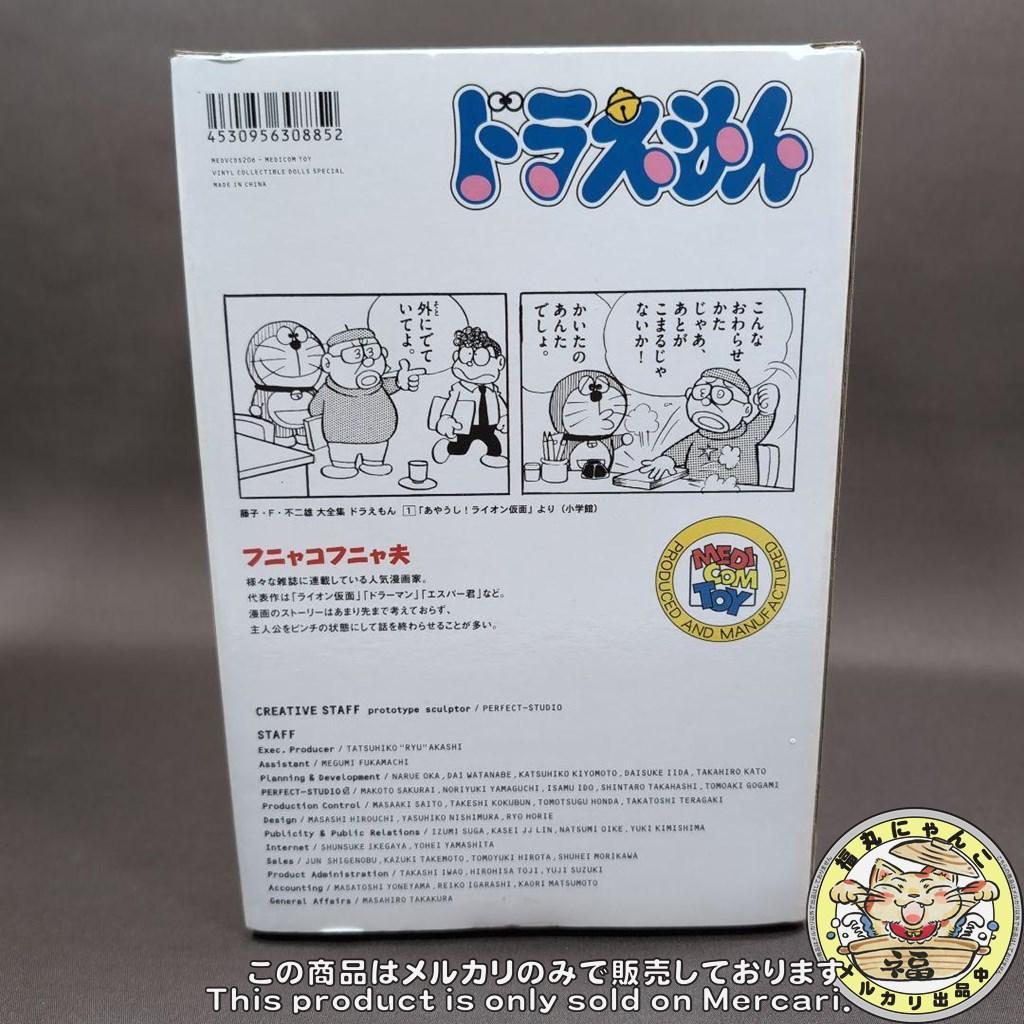 4530956308852
MEDVCDS206 - MEDICOM TOY
VINYL COLLECTIBLE DOLLS SPECIAL
MADE IN CHINA
ドラえもん
外にでて
いてよ。
こんな
おわらせ
かた
じゃあ、
あとが
こまるじゃ
ないか!
かいたの
あんた
でしょ。
藤子・F・不二雄 大全集 ドラえもん 1「あやうし!ライオン仮面」より(小学館)
フニャコフニャ夫
様々な雑誌に連載している人気漫画家。
代表作は「ライオン仮面」「ドラーマン」「エスパー君」など。
漫画のストーリーはあまり先まで考えておらず、
主人公をピンチの状態にして話を終わらせることが多い。
MEDI
COM
TOY
PRODUCED AND MANUFACTURED
CREATIVE STAFF prototype sculptor / PERFECT-STUDIO
STAFF
Exec. Producer / TATSUHIKO "RYU" AKASHI
Assistant / MEGUMI FUKAMACHI
Planning & Development / NARUE OKA, DAI WATANABE, KATSUHIKO KIYOMOTO, DAISUKE IIDA, TAKAHIRO KATO
PERFECT-STUDIO / MAKOTO SAKURAI, NORIYUKI YAMAGUCHI, ISAMU IDO, SHINTARO TAKAHASHI, TOMOAKI GOGAMI
Production Control / MASAAKI SAITO, TAKESHI KOKUBUN, TOMOTSUGU HONDA, TAKATOSHI TERAGAKI
Design / MASASHI HIROUCHI, YASUHIKO NISHIMURA, RYO HORIE
Publicity & Public Relations / IZUMI SUGA, KASEI JJ LIN, NATSUMI OIKE, YUKI KIMISHIMA
Internet / SHUNSUKE IKEGAYA, YOHEI YAMASHITA
Sales / JUN SHIGENOBU, KAZUKI TAKEMOTO, TOMOYUKI HIROTA, SHUHEI MORIKAWA
Product Administration / TAKASHI IWAO, HIROHISA TOJI, YUJI SUZUKI
Accounting / MASATOSHI YONEYAMA, REIKO IGARASHI, KAORI MATSUMOTO
General Affairs / MASAHIRO TAKAKURA
福丸にゃんこ
福
メルカリ出品中
この商品はメルカリのみで販売しております。
This product is only sold on Mercari.